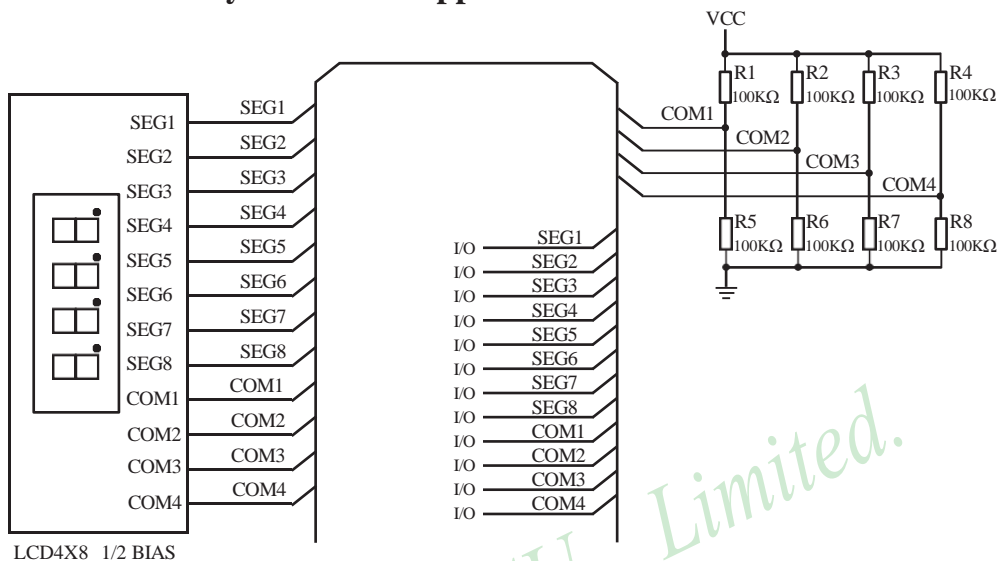 VCC
R1
R2
R3
R4
100KΩ
100KΩ
100KΩ
100KΩ
COM1
COM2
COM3
COM4
R5
R6
R7
R8
100KΩ
100KΩ
100KΩ
100KΩ
SEG1
SEG2
SEG3
SEG4
SEG5
SEG6
SEG7
SEG8
COM1
COM2
COM3
COM4
SEG1
SEG2
SEG3
SEG4
SEG5
SEG6
SEG7
SEG8
COM1
COM2
COM3
COM4
I/O SEG1
I/O SEG2
I/O SEG3
I/O SEG4
I/O SEG5
I/O SEG6
I/O SEG7
I/O SEG8
I/O COM1
I/O COM2
I/O COM3
I/O COM4
Limited.
LCD4X8 1/2 BIAS